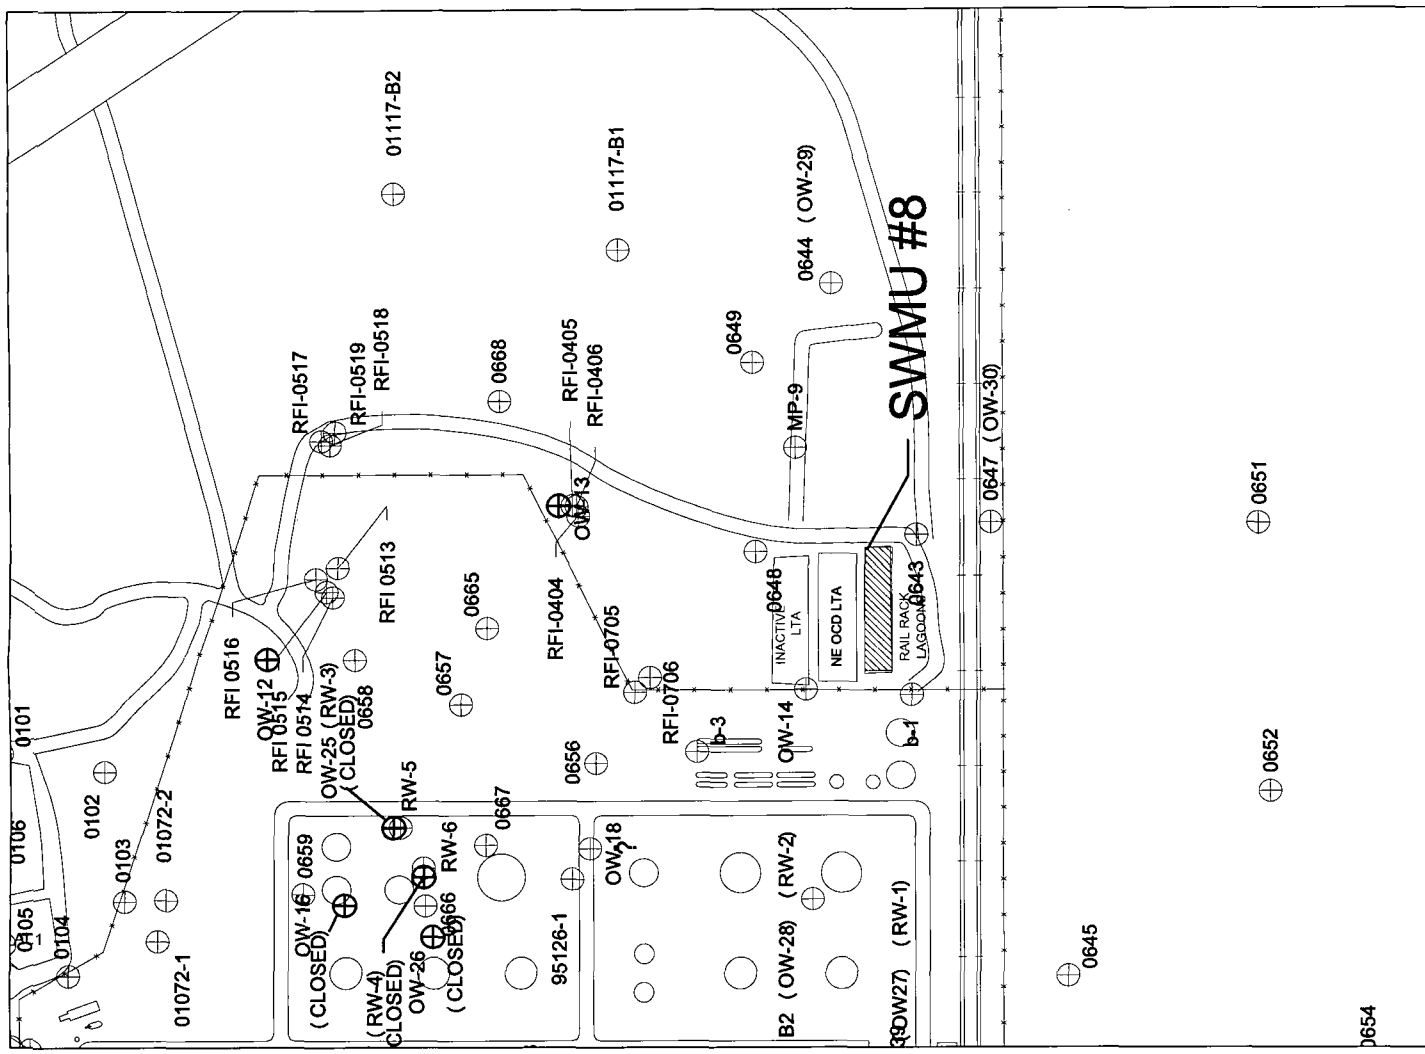 01117-B2
01117-B1
0644 ( OW-29)
SWMU #8
RFI-0517
RFI-0519
RFI-0518
0668
RFI-0405
RFI-0406
0649
MP-9
0647 ( OW-30)
0651
OW-13
RFI 0513
0665
RFI-0404
RFI-0705
0648
INACTIVE
LTA
NE OCD LTA
RAIL RACK
LAGOONS
0643
RFI 0516
OW-12
RFI 0515
RFI 0514
OW-25 ( RW-3)
( CLOSED)
0658
0657
RFI-0706
b-3
OW-14
b-1
0656
0652
0101
0102
0106
0103
01072-2
RW-5
RW-6
0667
0659
OW-18
?
( RW-2)
( RW-1)
0105
0104
01072-1
OW-16
( CLOSED)
( RW-4)
CLOSED)
OW-26
( CLOSED)
0666
95126-1
B2 ( OW-28)
( OW27)
0645
0654